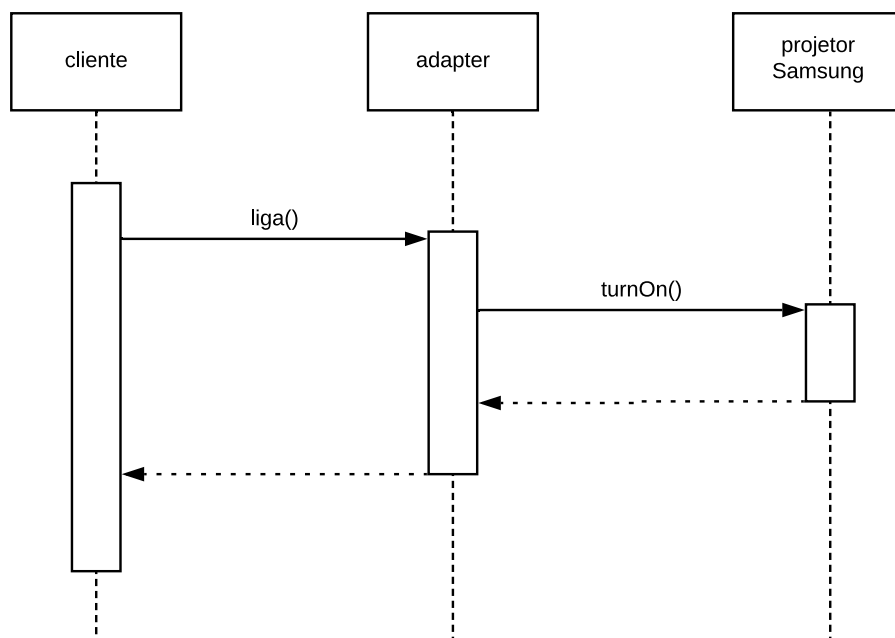 cliente
adapter
projetor
Samsung
liga()
turnOn()